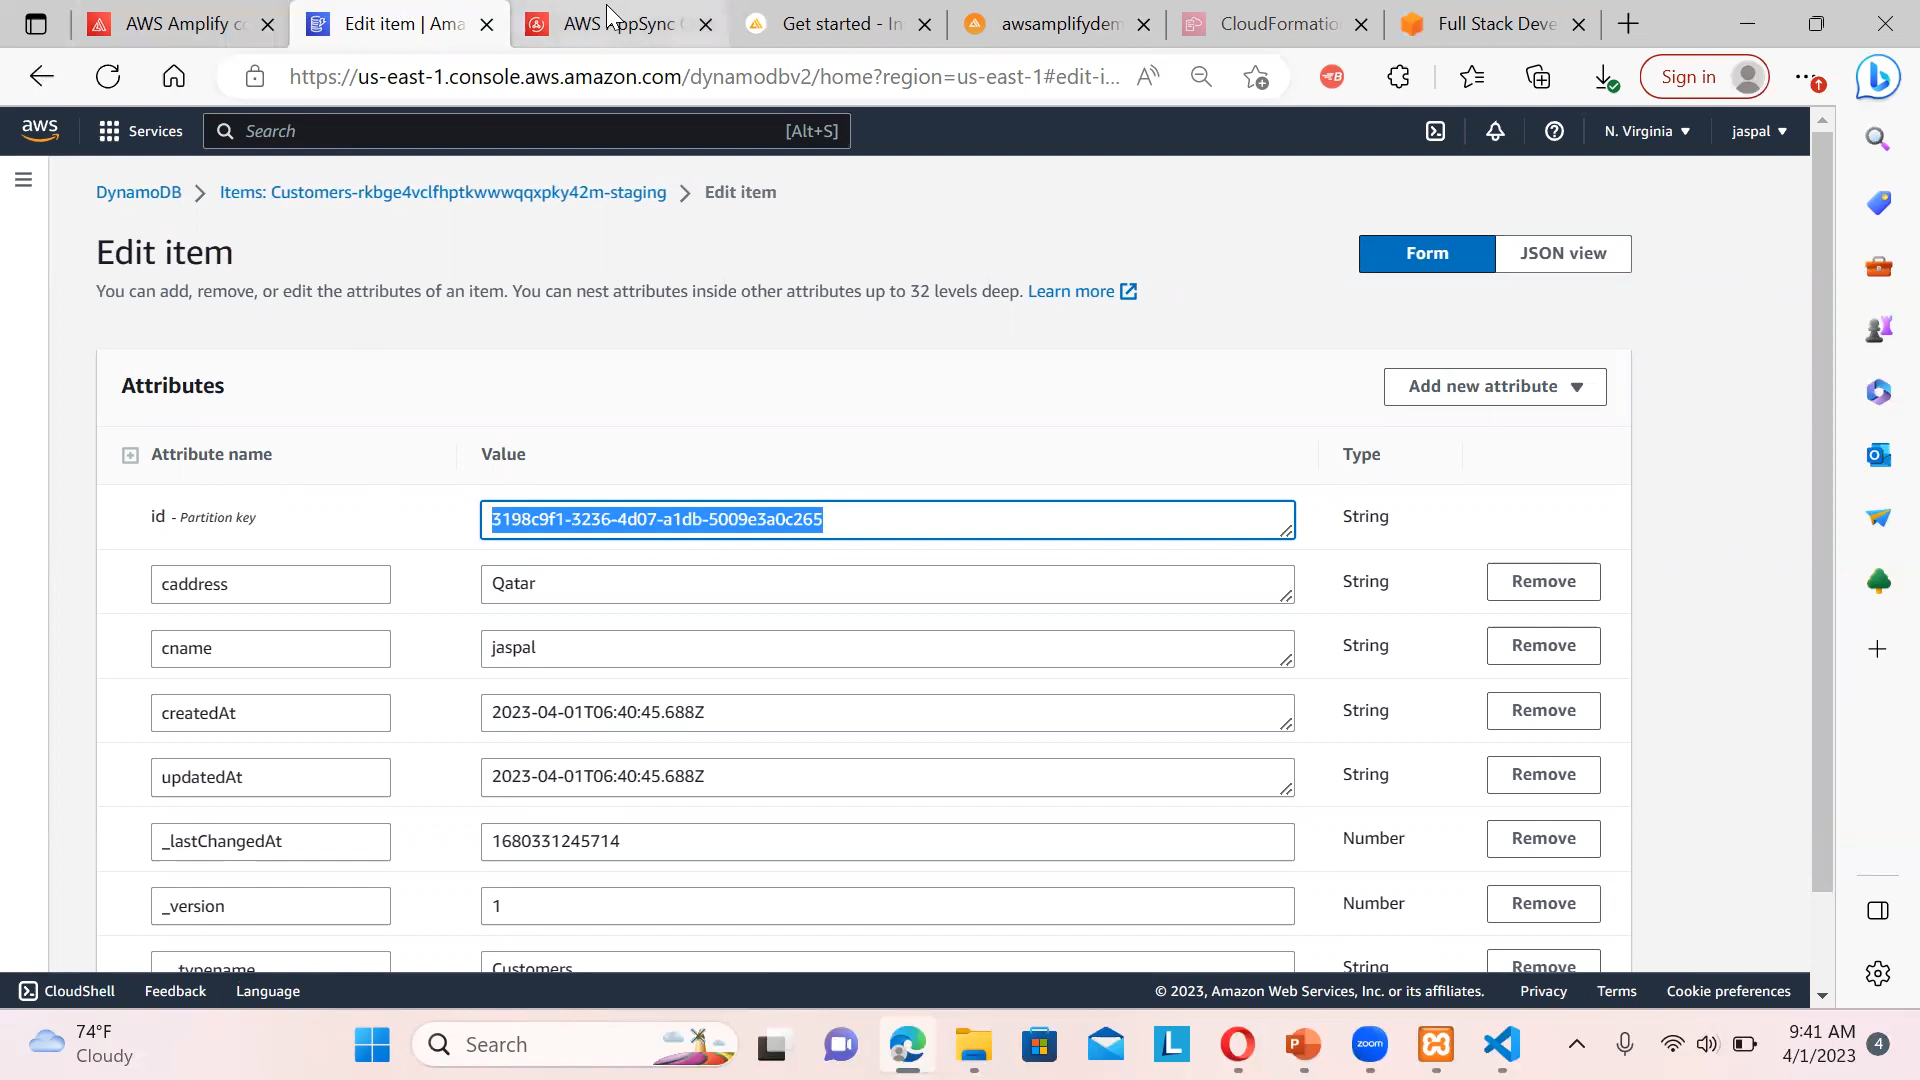 AWS Amplify co
Edit item | Ama
AWS AppSync C
Get started - In
awsamplifydem
CloudFormatio
Full Stack Deve
https://us-east-1.console.aws.amazon.com/dynamodbv2/home?region=us-east-1#edit-i...
Sign in
aws
Services
Search
[Alt+S]
N. Virginia
jaspal
DynamoDB
Items: Customers-rkbge4vclfhptkwwwqqxpky42m-staging
Edit item
Edit item
Form
JSON view
You can add, remove, or edit the attributes of an item. You can nest attributes inside other attributes up to 32 levels deep. Learn more
Attributes
Add new attribute
Attribute name
Value
Type
id - Partition key
3198c9f1-3236-4d07-a1db-5009e3a0c265
String
caddress
Qatar
String
Remove
cname
jaspal
String
Remove
createdAt
2023-04-01T06:40:45.688Z
String
Remove
updatedAt
2023-04-01T06:40:45.688Z
String
Remove
_lastChangedAt
1680331245714
Number
Remove
_version
1
Number
Remove
__typename
Customers
String
Remove
CloudShell
Feedback
Language
© 2023, Amazon Web Services, Inc. or its affiliates.
Privacy
Terms
Cookie preferences
74°F
Cloudy
Search
zoom
9:41 AM
4/1/2023
4